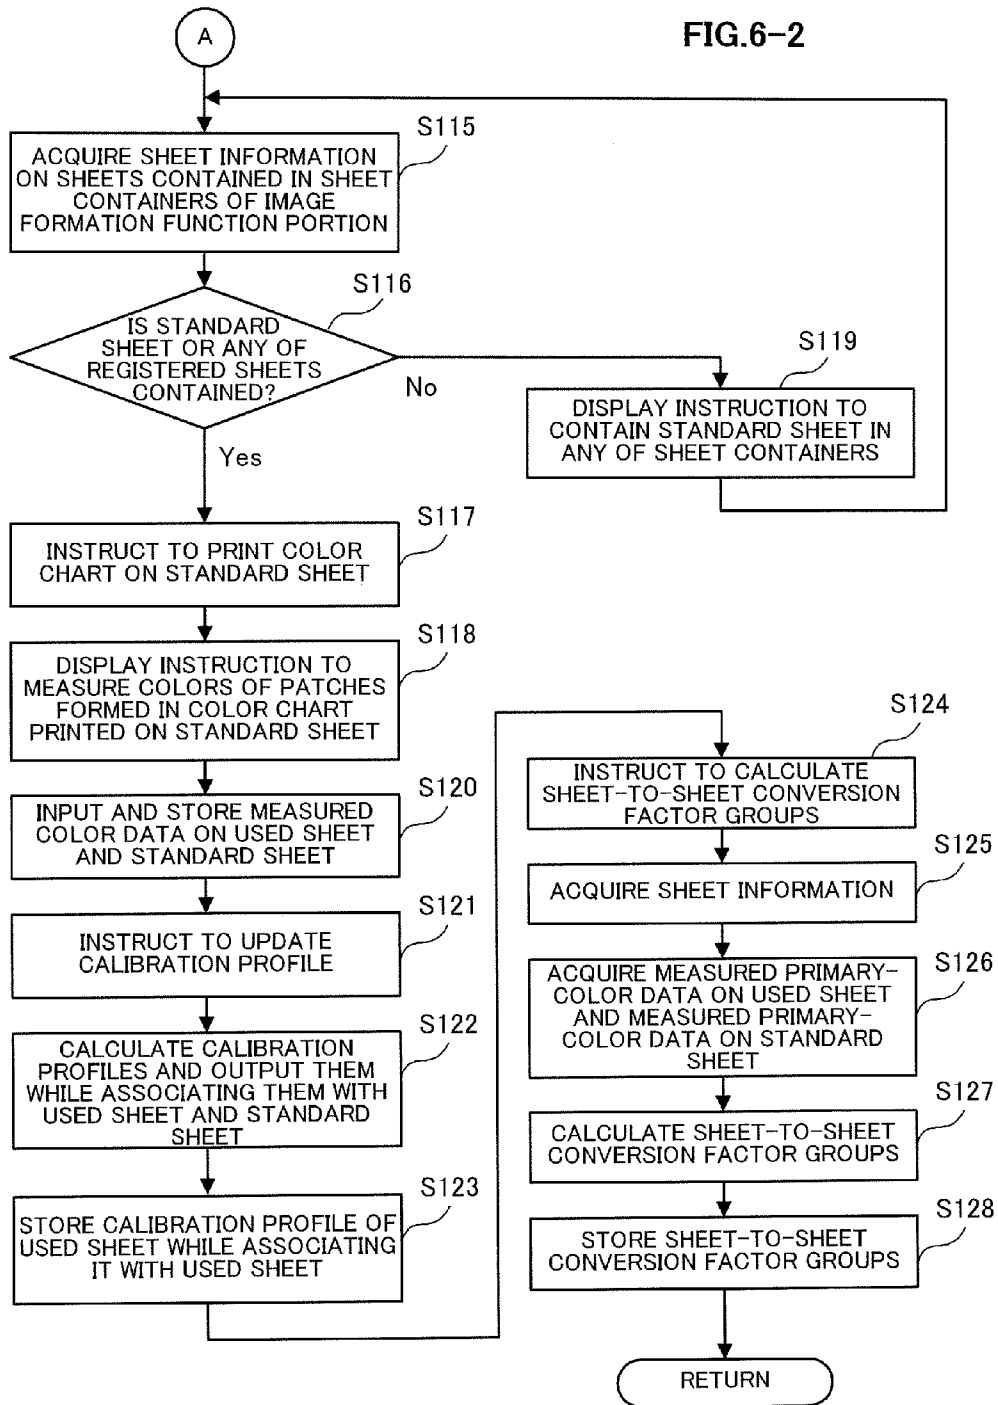 FIG.6-2
A
S115
ACQUIRE SHEET INFORMATION
ON SHEETS CONTAINED IN SHEET
CONTAINERS OF IMAGE
FORMATION FUNCTION PORTION
S116
IS STANDARD
SHEET OR ANY OF
REGISTERED SHEETS
CONTAINED?
No
Yes
S119
DISPLAY INSTRUCTION TO
CONTAIN STANDARD SHEET IN
ANY OF SHEET CONTAINERS
S117
INSTRUCT TO PRINT COLOR
CHART ON STANDARD SHEET
S118
DISPLAY INSTRUCTION TO
MEASURE COLORS OF PATCHES
FORMED IN COLOR CHART
PRINTED ON STANDARD SHEET
S120
INPUT AND STORE MEASURED
COLOR DATA ON USED SHEET
AND STANDARD SHEET
S121
INSTRUCT TO UPDATE
CALIBRATION PROFILE
S122
CALCULATE CALIBRATION
PROFILES AND OUTPUT THEM
WHILE ASSOCIATING THEM WITH
USED SHEET AND STANDARD
SHEET
S123
STORE CALIBRATION PROFILE OF
USED SHEET WHILE ASSOCIATING
IT WITH USED SHEET
S124
INSTRUCT TO CALCULATE
SHEET-TO-SHEET CONVERSION
FACTOR GROUPS
S125
ACQUIRE SHEET INFORMATION
S126
ACQUIRE MEASURED PRIMARY-
COLOR DATA ON USED SHEET
AND MEASURED PRIMARY-
COLOR DATA ON STANDARD
SHEET
S127
CALCULATE SHEET-TO-SHEET
CONVERSION FACTOR GROUPS
S128
STORE SHEET-TO-SHEET
CONVERSION FACTOR GROUPS
RETURN